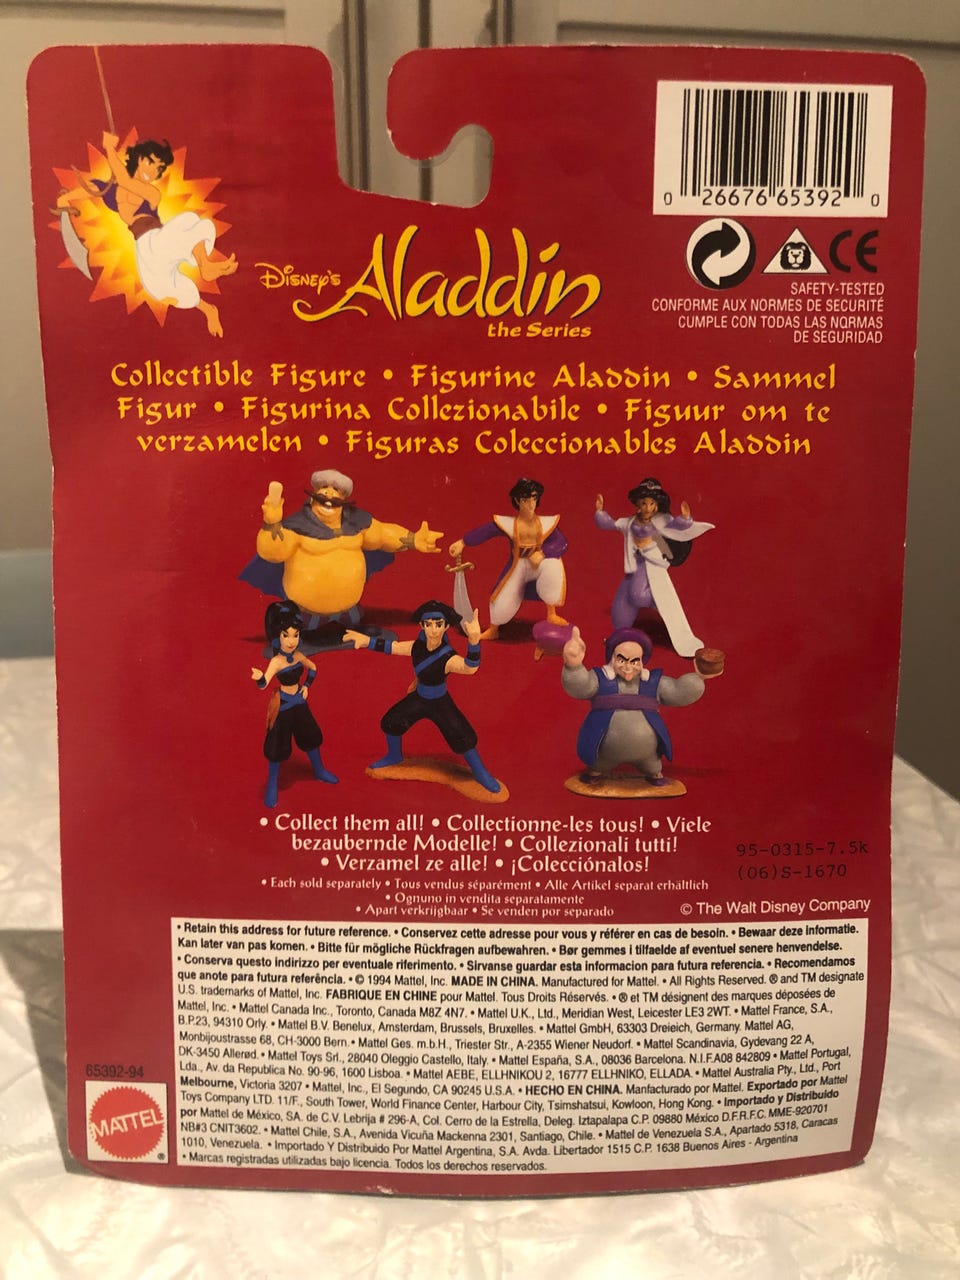 0 26676 65392 0
CE
SAFETY-TESTED
CONFORME AUX NORMES DE SECURITÉ
CUMPLE CON TODAS LAS NORMAS
DE SEGURIDAD
DISNEY'S Aladdin
the Series
Collectible Figure • Figurine Aladdin • Sammel
Figur • Figurina Collezionabile • Figuur om te
verzamelen • Figuras Coleccionables Aladdin
• Collect them all! • Collectionne-les tous! • Viele
bezaubernde Modelle! • Collezionali tutti!
• Verzamel ze alle! • ¡Colecciónalos!
• Each sold separately • Tous vendus séparément • Alle Artikel separat erhältlich
• Ognuno in vendita separatamente
• Apart verkrijgbaar • Se venden por separado
95-0315-7.5k
(06)S-1670
© The Walt Disney Company
• Retain this address for future reference. • Conservez cette adresse pour vous y référer en cas de besoin. • Bewaar deze informatie.
Kan later van pas komen. • Bitte für mögliche Rückfragen aufbewahren. • Bør gemmes i tilfaelde af eventuel senere henvendelse.
• Conserva questo indirizzo per eventuale riferimento. • Sirvanse guardar esta informacion para futura referencia. • Recomendamos
que anote para futura referência. • © 1994 Mattel, Inc. MADE IN CHINA. Manufactured for Mattel. • All Rights Reserved. ® and TM designate
U.S. trademarks of Mattel, Inc. FABRIQUE EN CHINE pour Mattel. Tous Droits Réservés. • ® et TM désignent des marques déposées de
Mattel, Inc. • Mattel Canada Inc., Toronto, Canada M8Z 4N7. • Mattel U.K., Ltd., Meridian West, Leicester LE3 2WT. • Mattel France, S.A.,
B.P.23, 94310 Orly. • Mattel B.V. Benelux, Amsterdam, Brussels, Bruxelles. • Mattel GmbH, 63303 Dreieich, Germany. Mattel AG,
Monbijoustrasse 68, CH-3000 Bern. • Mattel Ges. m.b.H., Triester Str., A-2355 Wiener Neudorf. • Mattel Scandinavia, Gydevang 22 A,
DK-3450 Allerød. • Mattel Toys Srl., 28040 Oleggio Castello, Italy. • Mattel España, S.A., 08036 Barcelona. N.I.F.A08 842809 • Mattel Portugal,
Lda., Av. da Republica No. 90-96, 1600 Lisboa. • Mattel AEBE, ELLHNIKOU 2, 16777 ELLHNIKO, ELLADA. • Mattel Australia Pty., Ltd., Port
Melbourne, Victoria 3207 • Mattel, Inc., El Segundo, CA 90245 U.S.A. • HECHO EN CHINA. Manfacturado por Mattel. Exportado por Mattel
Toys Company LTD. 11/F., South Tower, World Finance Center, Harbour City, Tsimshatsui, Kowloon, Hong Kong. • Importado y Distribuido
por Mattel de México, SA. de C.V. Lebrija # 296-A, Col. Cerro de la Estrella, Deleg. Iztapalapa C.P. 09880 México D.F.R.F.C. MME-920701
NB#3 CNIT3602. • Mattel Chile, S.A., Avenida Vicuña Mackenna 2301, Santiago, Chile. • Mattel de Venezuela S.A., Apartado 5318, Caracas
1010, Venezuela. • Importado Y Distribuido Por Mattel Argentina, S.A. Avda. Libertador 1515 C.P. 1638 Buenos Aires - Argentina
• Marcas registradas utilizadas bajo licencia. Todos los derechos reservados.
65392-94
MATTEL ®